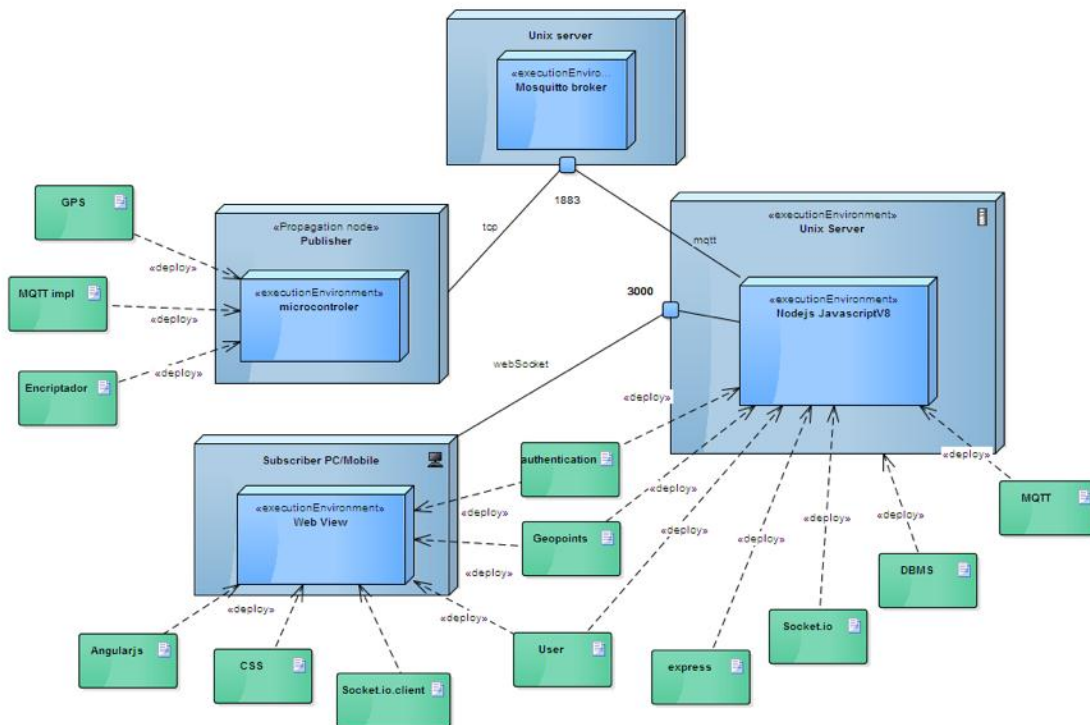 Unix server
«executionEnviro...
Mosquitto broker
1883
GPS
«deploy»
MQTT impl
«deploy»
Encriptador
«deploy»
«Propagation node»
Publisher
«executionEnvironment»
microcontroler
tcp
mqtt
3000
webSocket
«executionEnvironment»
Unix Server
«executionEnvironment»
Nodejs JavascriptV8
Subscriber PC/Mobile
«executionEnvironment»
Web View
«deploy»
authentication
«deploy»
«deploy»
Geopoints
«deploy»
«deploy»
MQTT
«deploy»
«deploy»
«deploy»
«deploy»
DBMS
«deploy»
«deploy»
«deploy»
Angularjs
CSS
Socket.io.client
User
express
Socket.io